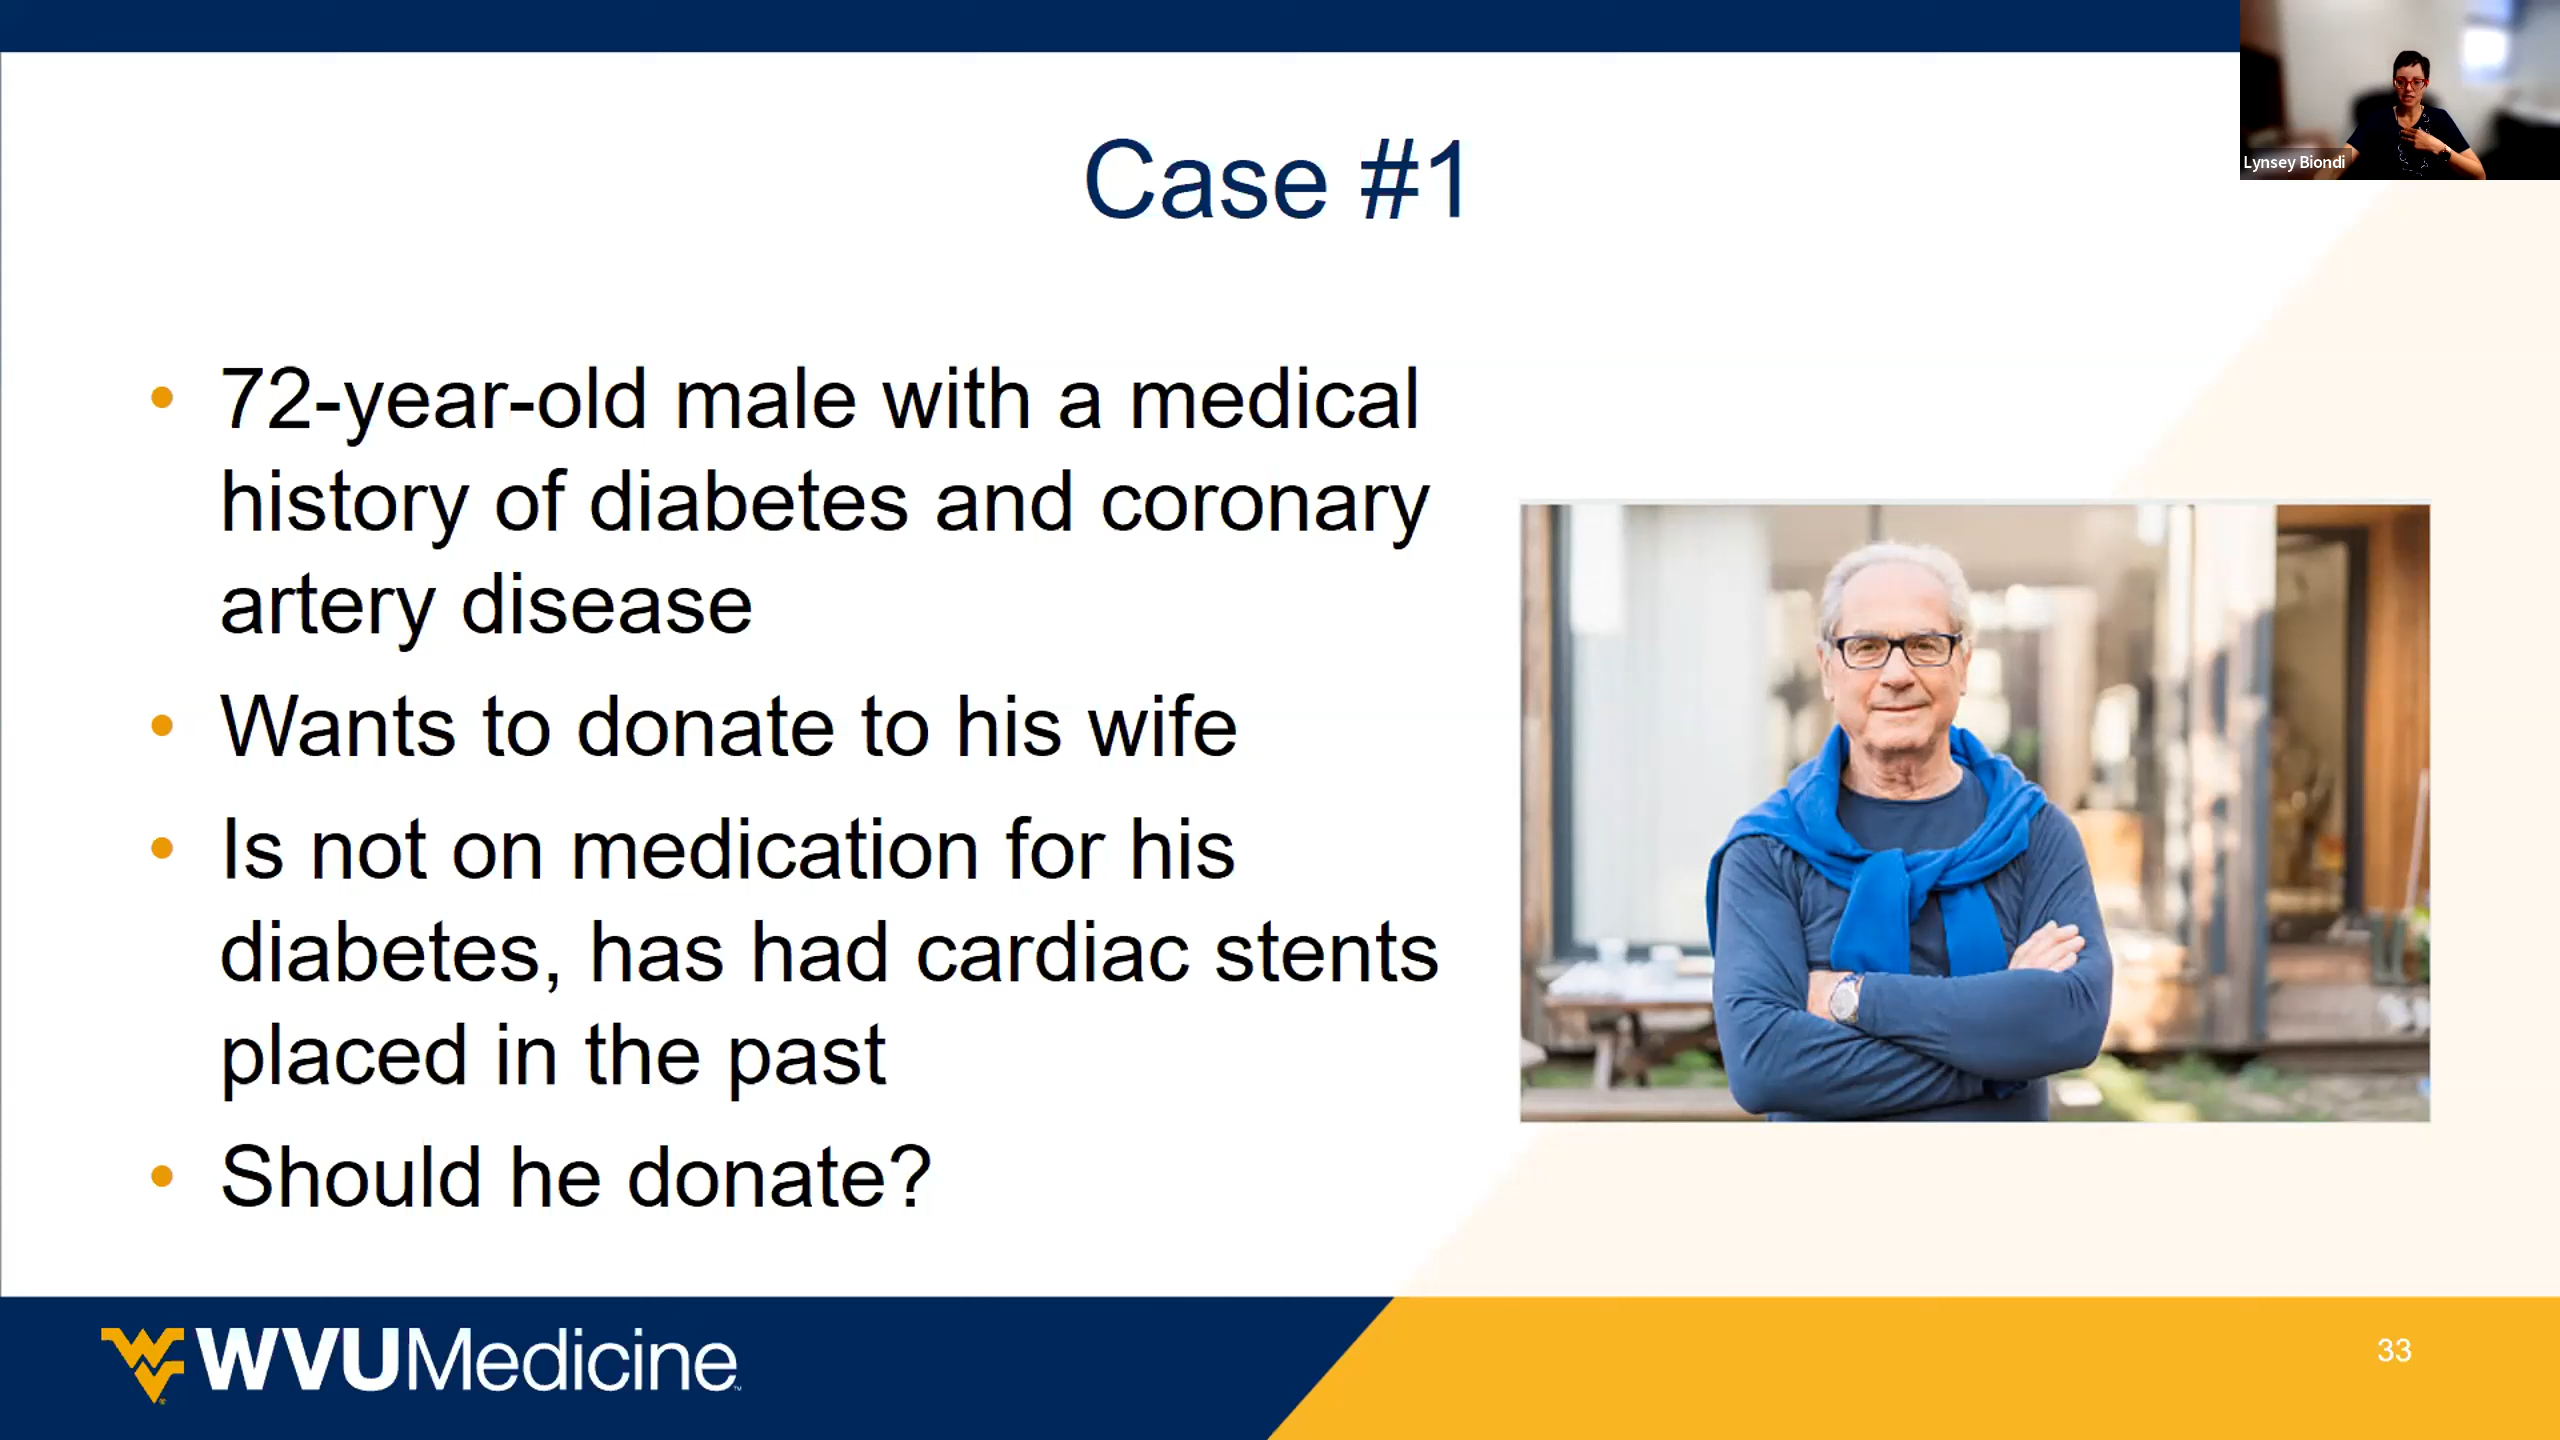 Lynsey Biondi
Case #1
• 72-year-old male with a medical
history of diabetes and coronary
artery disease
• Wants to donate to his wife
• Is not on medication for his
diabetes, has had cardiac stents
placed in the past
• Should he donate?
WVUMedicine™
33